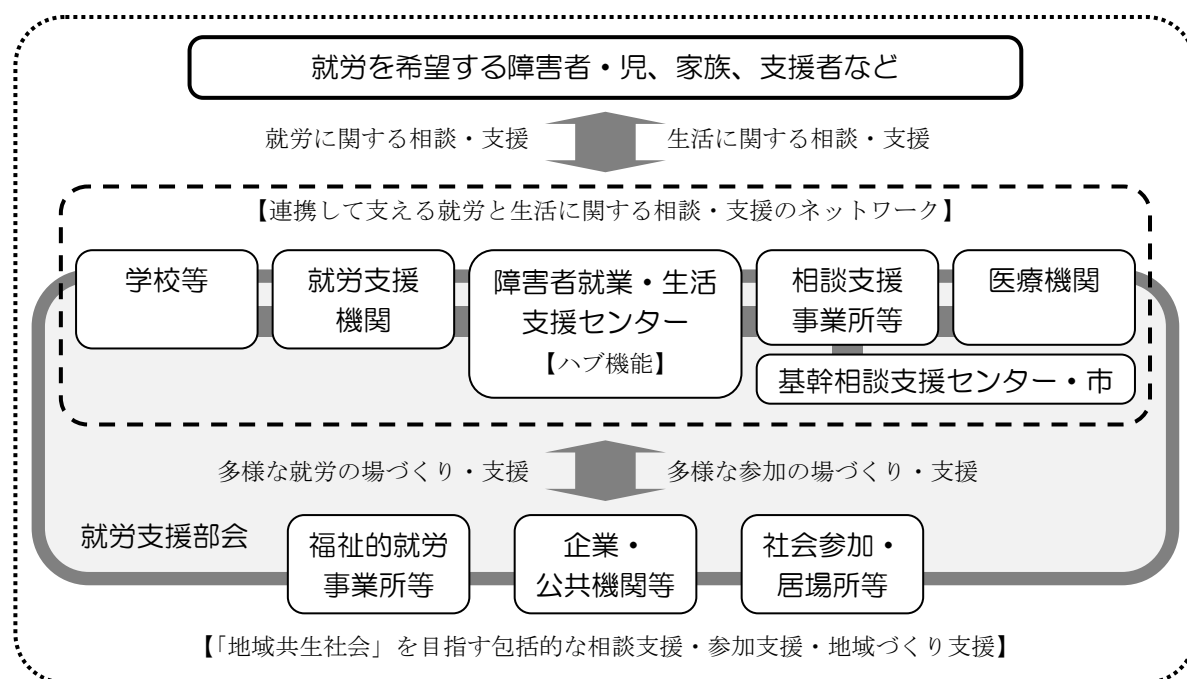 就労を希望する障害者・児、家族、支援者など
就労に関する相談・支援
生活に関する相談・支援
【連携して支える就労と生活に関する相談・支援のネットワーク】
学校等
就労支援
機関
障害者就業・生活
支援センター
【ハブ機能】
相談支援
事業所等
医療機関
基幹相談支援センター・市
多様な就労の場づくり・支援
多様な参加の場づくり・支援
就労支援部会
福祉的就労
事業所等
企業・
公共機関等
社会参加・
居場所等
【「地域共生社会」を目指す包括的な相談支援・参加支援・地域づくり支援】